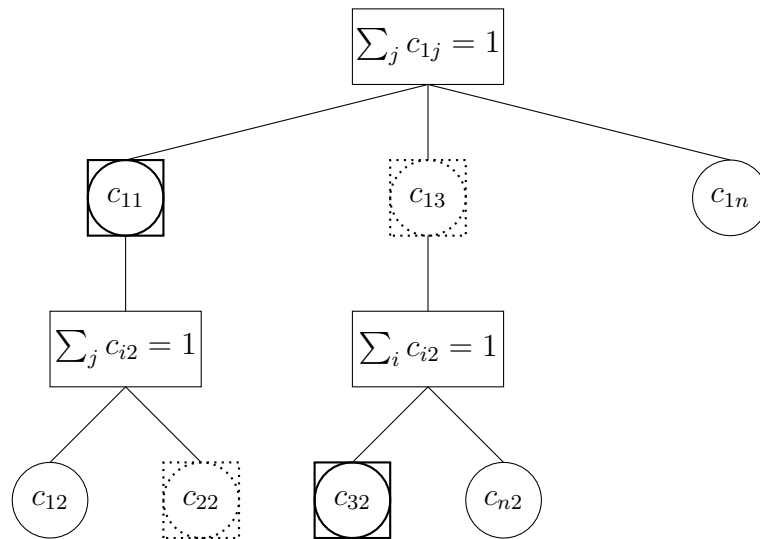 ∑_j c_{1j} = 1
c_{11}
c_{13}
c_{1n}
∑_j c_{i2} = 1
∑_i c_{i2} = 1
c_{12}
c_{22}
c_{32}
c_{n2}